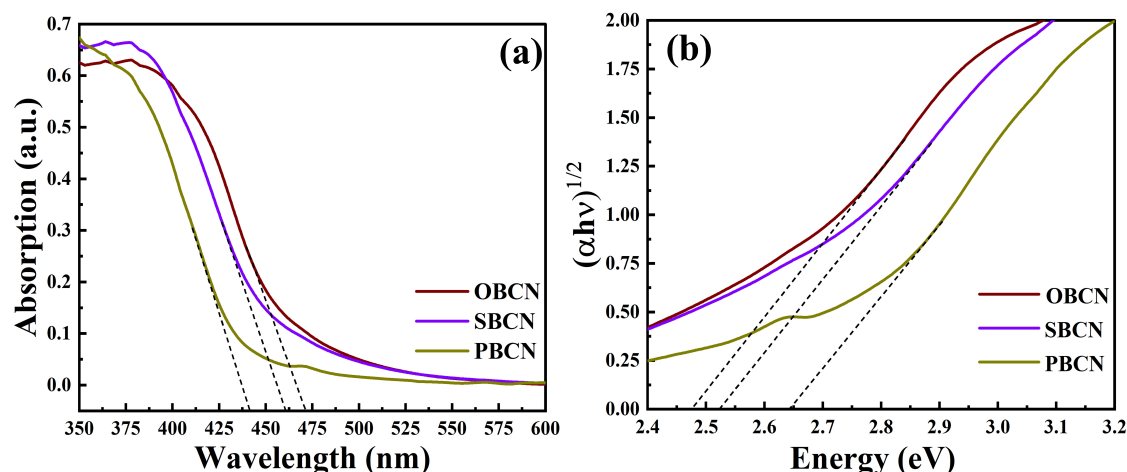 (a)
Absorption (a.u.)
0.7
0.6
0.5
0.4
0.3
0.2
0.1
0.0
OBCN
SBCN
PBCN
350 375 400 425 450 475 500 525 550 575 600
Wavelength (nm)
(b)
(αhν)1/2
2.00
1.75
1.50
1.25
1.00
0.75
0.50
0.25
0.00
OBCN
SBCN
PBCN
2.4 2.5 2.6 2.7 2.8 2.9 3.0 3.1 3.2
Energy (eV)